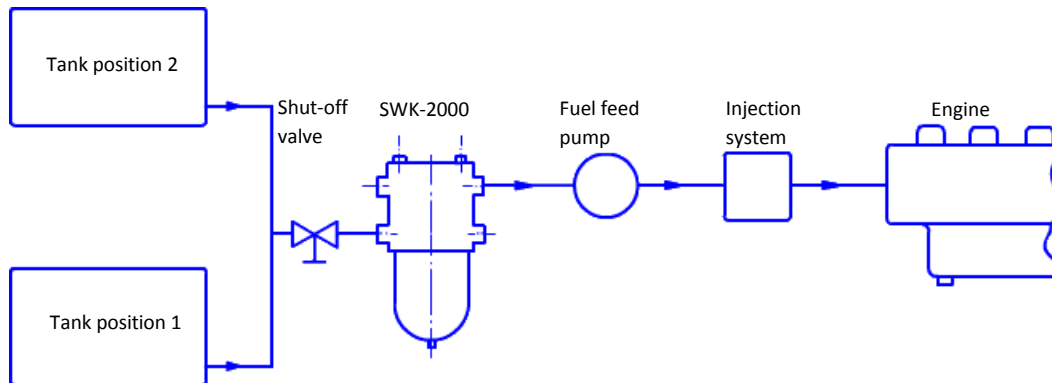 Tank position 2
Shut-off
valve
SWK-2000
Fuel feed
pump
Injection
system
Engine
Tank position 1